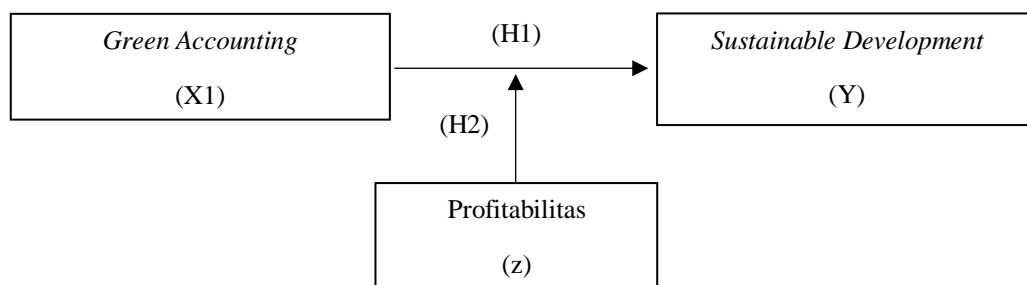 Green Accounting
(X1)
(H1)
Sustainable Development
(Y)
(H2)
Profitabilitas
(z)